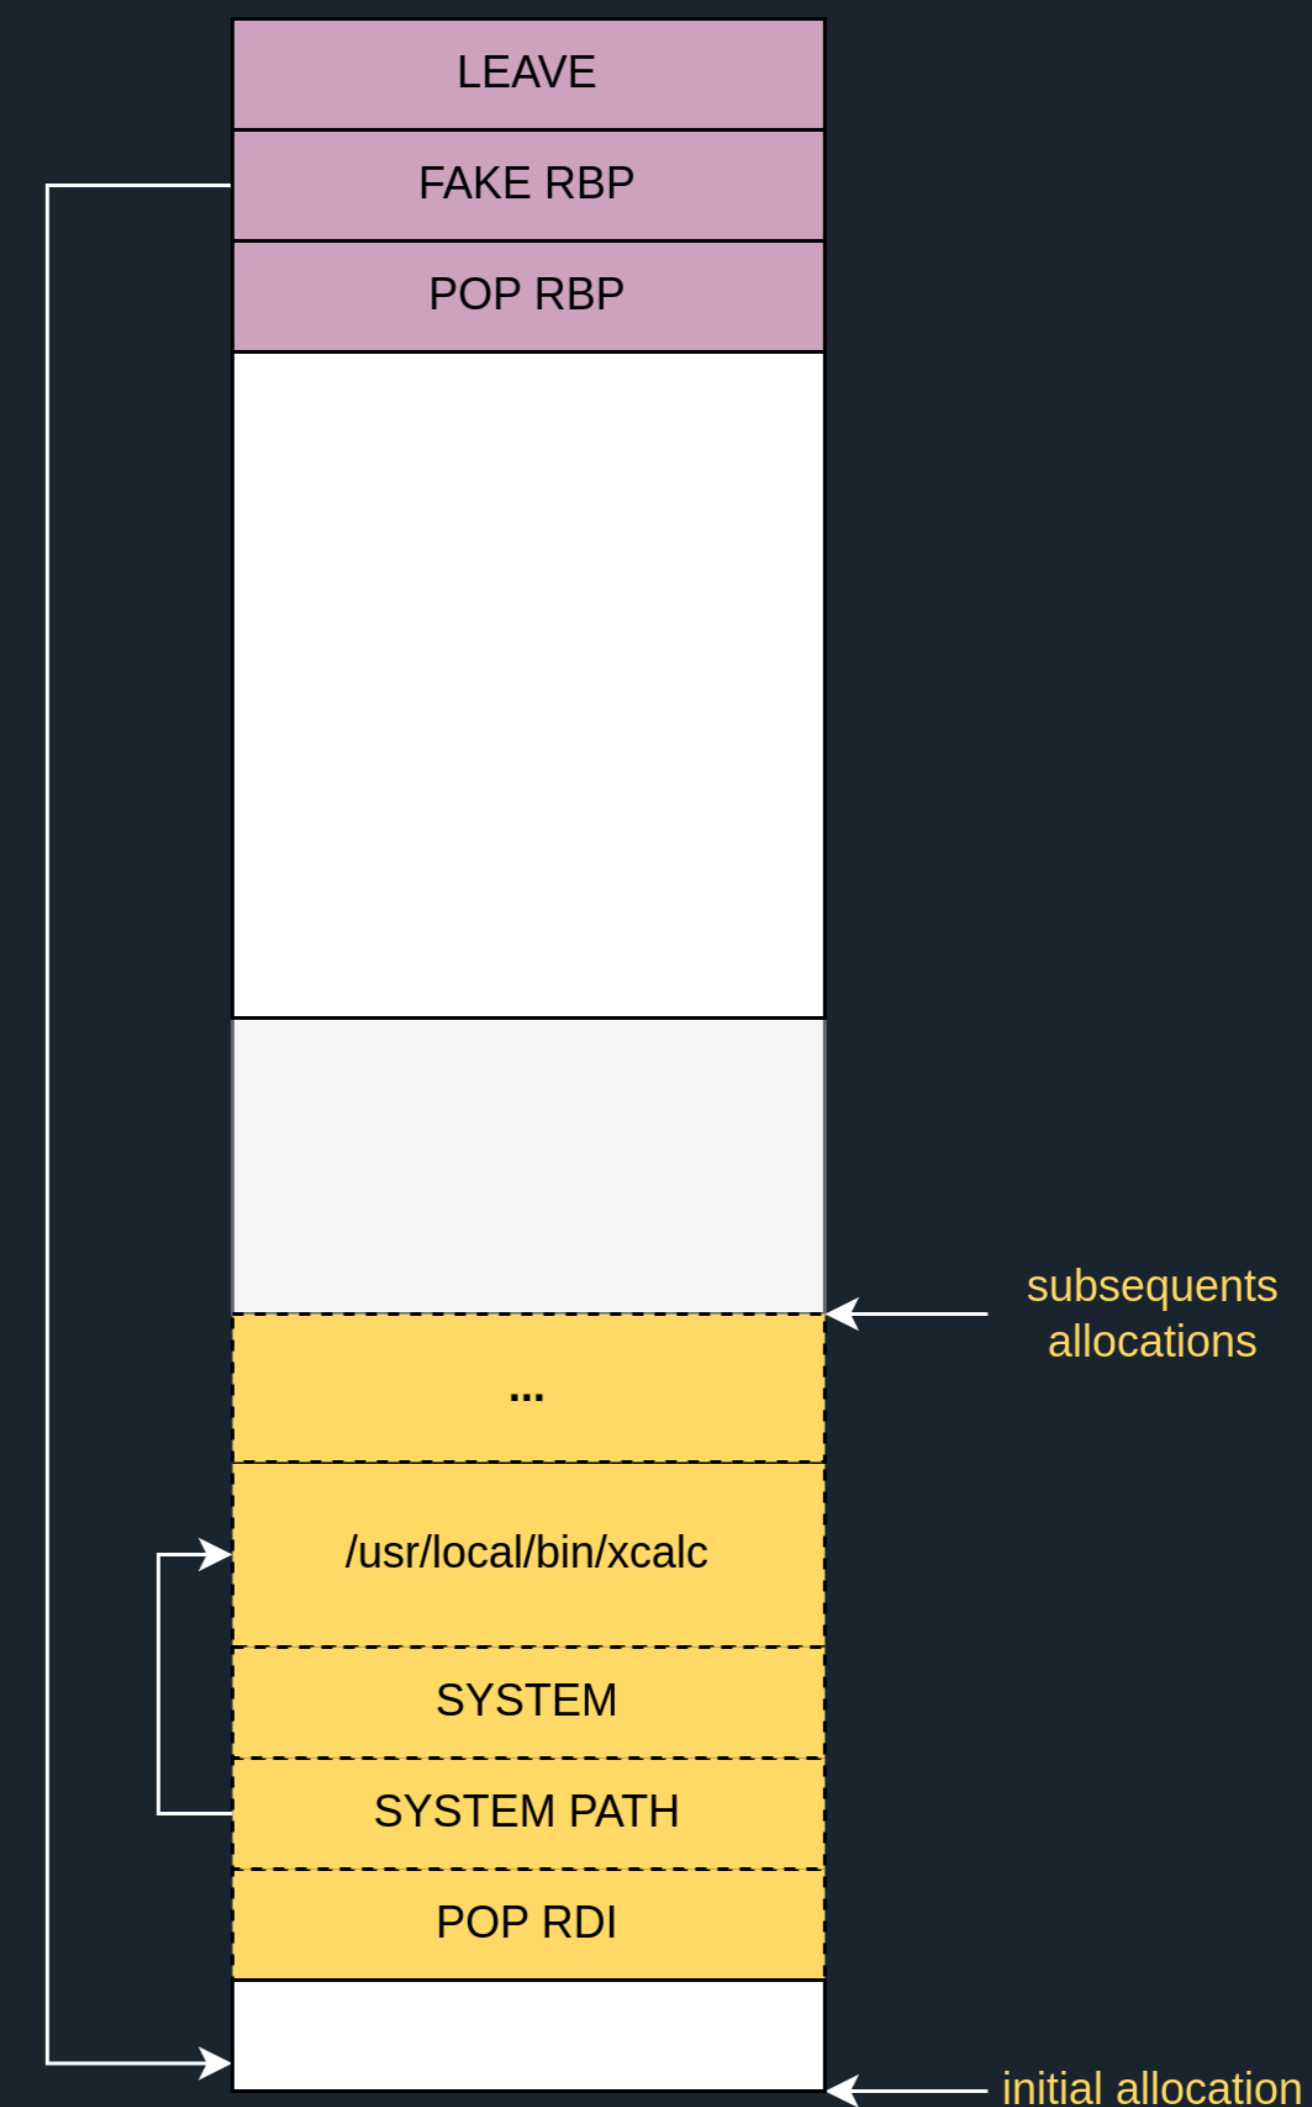 LEAVE
FAKE RBP
POP RBP
subsequents
allocations
...
/usr/local/bin/xcalc
SYSTEM
SYSTEM PATH
POP RDI
initial allocation